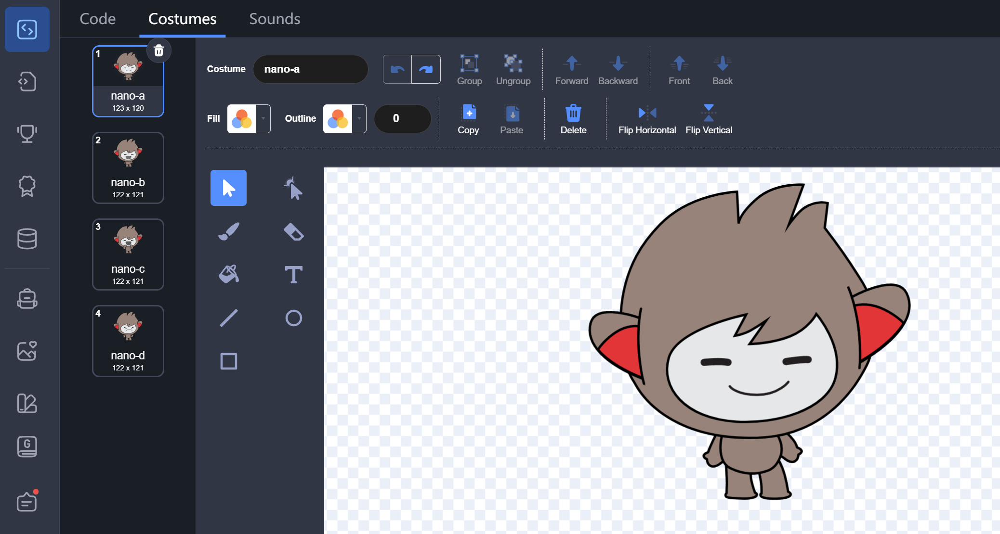 Code Costumes Sounds
1
nano-a
123 x 120
2
nano-b
122 x 121
3
nano-c
122 x 121
4
nano-d
122 x 121
Costume nano-a
Group Ungroup Forward Backward Front Back
Fill Outline 0
Copy Paste Delete Flip Horizontal Flip Vertical
T
G